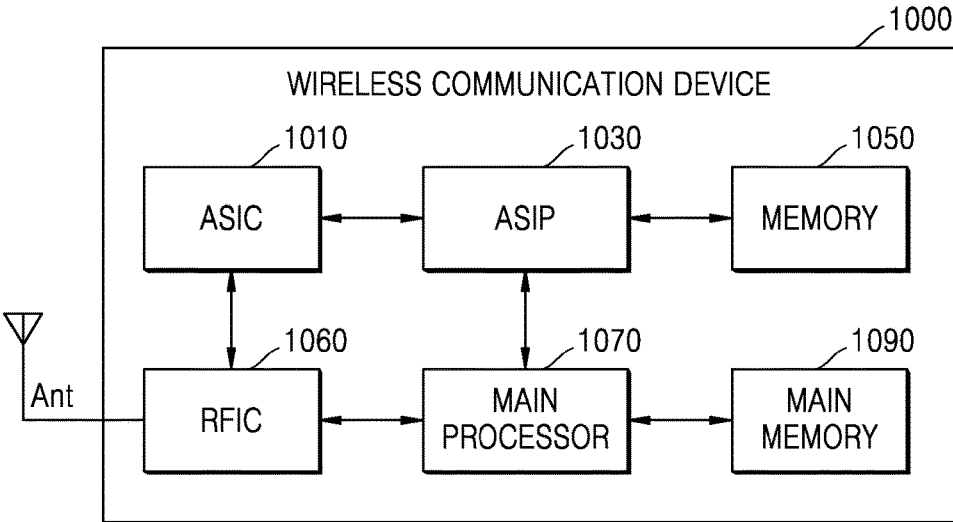 1000
WIRELESS COMMUNICATION DEVICE
1010
1030
1050
ASIC
ASIP
MEMORY
1060
1070
1090
Ant
RFIC
MAIN
PROCESSOR
MAIN
MEMORY